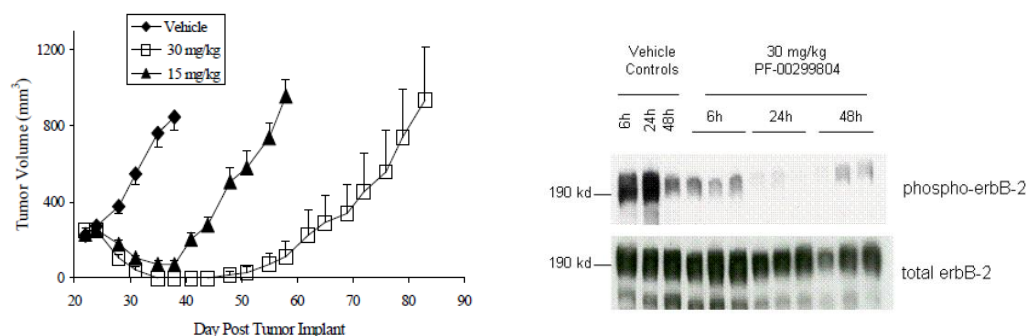 Vehicle
30 mg/kg
15 mg/kg
1200
800
400
0
Tumor Volume (mm³)
20 30 40 50 60 70 80 90
Day Post Tumor Implant
Vehicle
Controls
30 mg/kg
PF-00299804
6h 24h 48h 6h 24h 48h
190 kd
phospho-erbB-2
190 kd
total erbB-2